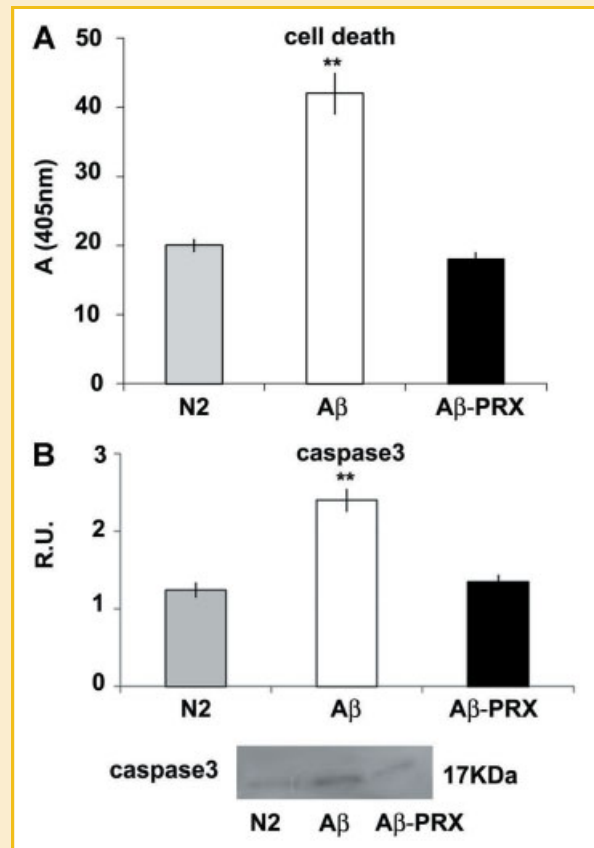 A
cell death
**
50
40
30
20
10
0
A (405nm)
N2 Aβ Aβ-PRX
B
caspase3
**
3
2
1
0
R.U.
N2 Aβ Aβ-PRX
caspase3 17KDa
N2 Aβ Aβ-PRX